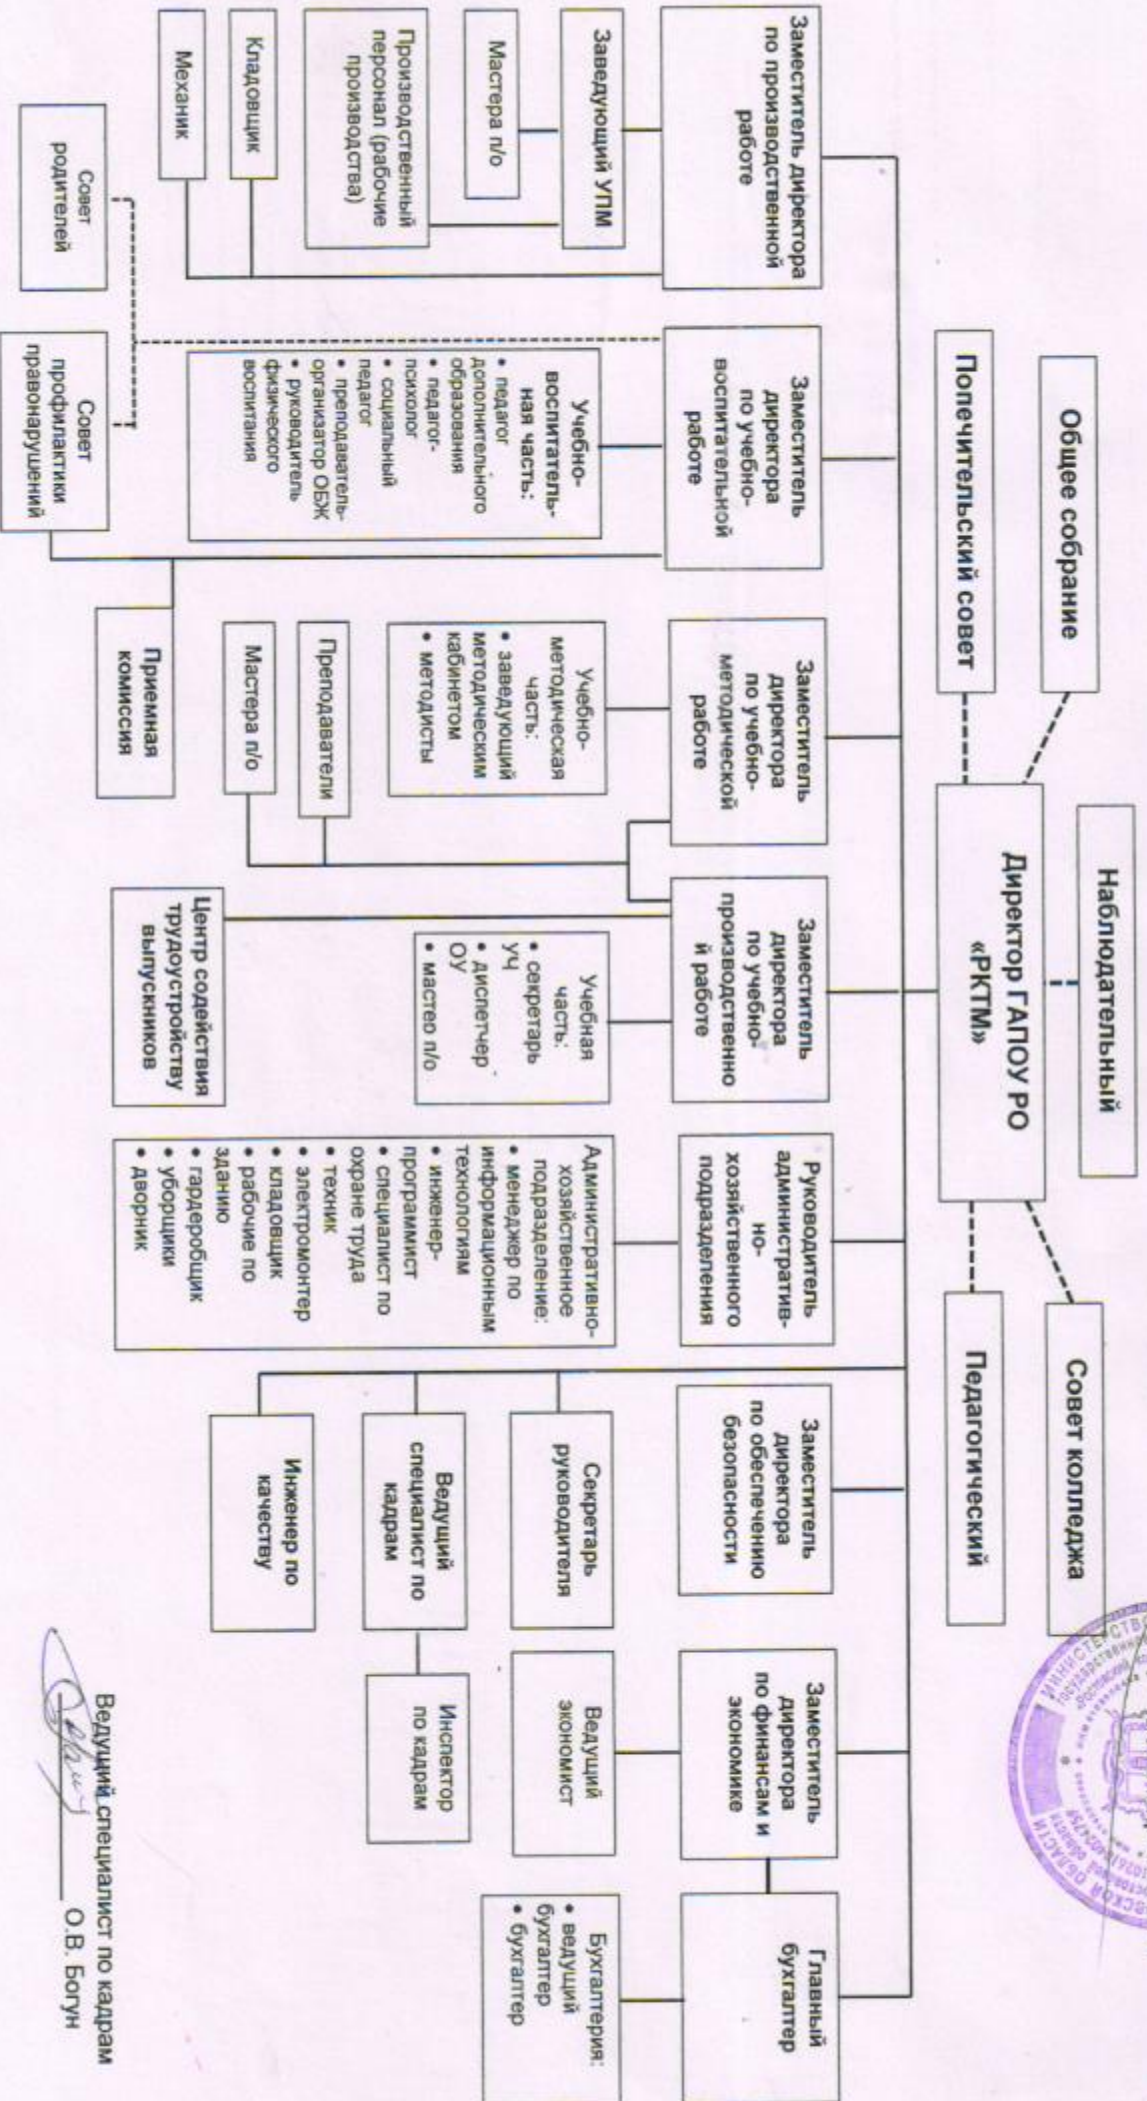 Общее собрание
Наблюдательный
Совет колледжа
Попечительский совет
Директор ГАПОУ РО
«РКТМ»
Педагогический
Заместитель директора
по производственной
работе
Заместитель
директора
по учебно-
воспитательной
работе
Заместитель
директора
по учебно-
методической
работе
Заместитель
директора
по учебно-
производственно
й работе
Руководитель
административ-
но-
хозяйственного
подразделения
Заместитель
директора
по обеспечению
безопасности
Заместитель
директора
по финансам и
экономике
Главный
бухгалтер
Заведующий УПМ
Мастера п/о
Производственный
персонал (рабочие
производства)
Кладовщик
Механик
Учебно-
воспитатель-
ная часть:
• педагог
дополнительного
образования
• педагог-
психолог
• социальный
педагог
• преподаватель-
организатор ОБЖ
• руководитель
физического
воспитания
Совет
родителей
Совет
профилактики
правонарушений
Учебно-
методическая
часть:
• заведующий
методическим
кабинетом
• методисты
Преподаватели
Мастера п/о
Приемная
комиссия
Учебная
часть:
• секретарь
УЧ
• диспетчер
ОУ
• мастео п/о
Центр содействия
трудоустройству
выпускников
Административно-
хозяйственное
подразделение:
• менеджер по
информационным
технологиям
• инженер-
программист
• специалист по
охране труда
• техник
• электромонтер
• кладовщик
• рабочие по
зданию
• гардеробщик
• уборщики
• дворник
Секретарь
руководителя
Ведущий
специалист по
кадрам
Инженер по
качеству
Ведущий
экономист
Инспектор
по кадрам
Бухгалтерия:
• ведущий
бухгалтер
• бухгалтер
Ведущий специалист по кадрам
О.В. Богун